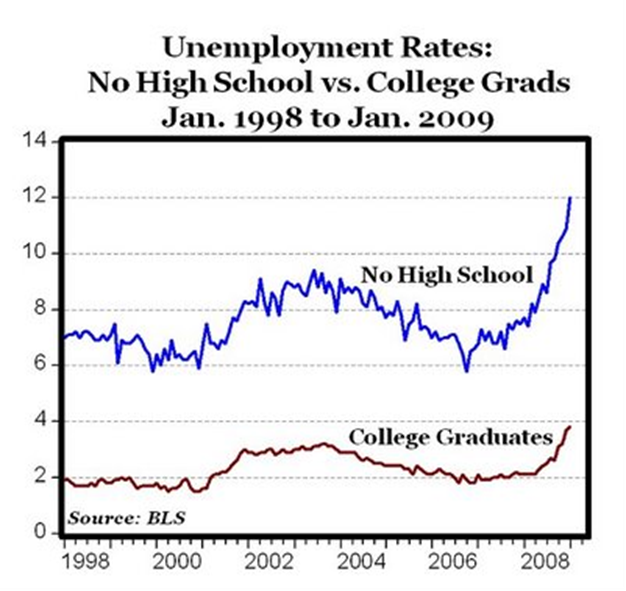 Unemployment Rates:
No High School vs. College Grads
Jan. 1998 to Jan. 2009
14
12
No High School
10
8
6
4
College Graduates
2
Source: BLS
0
1998 2000 2002 2004 2006 2008